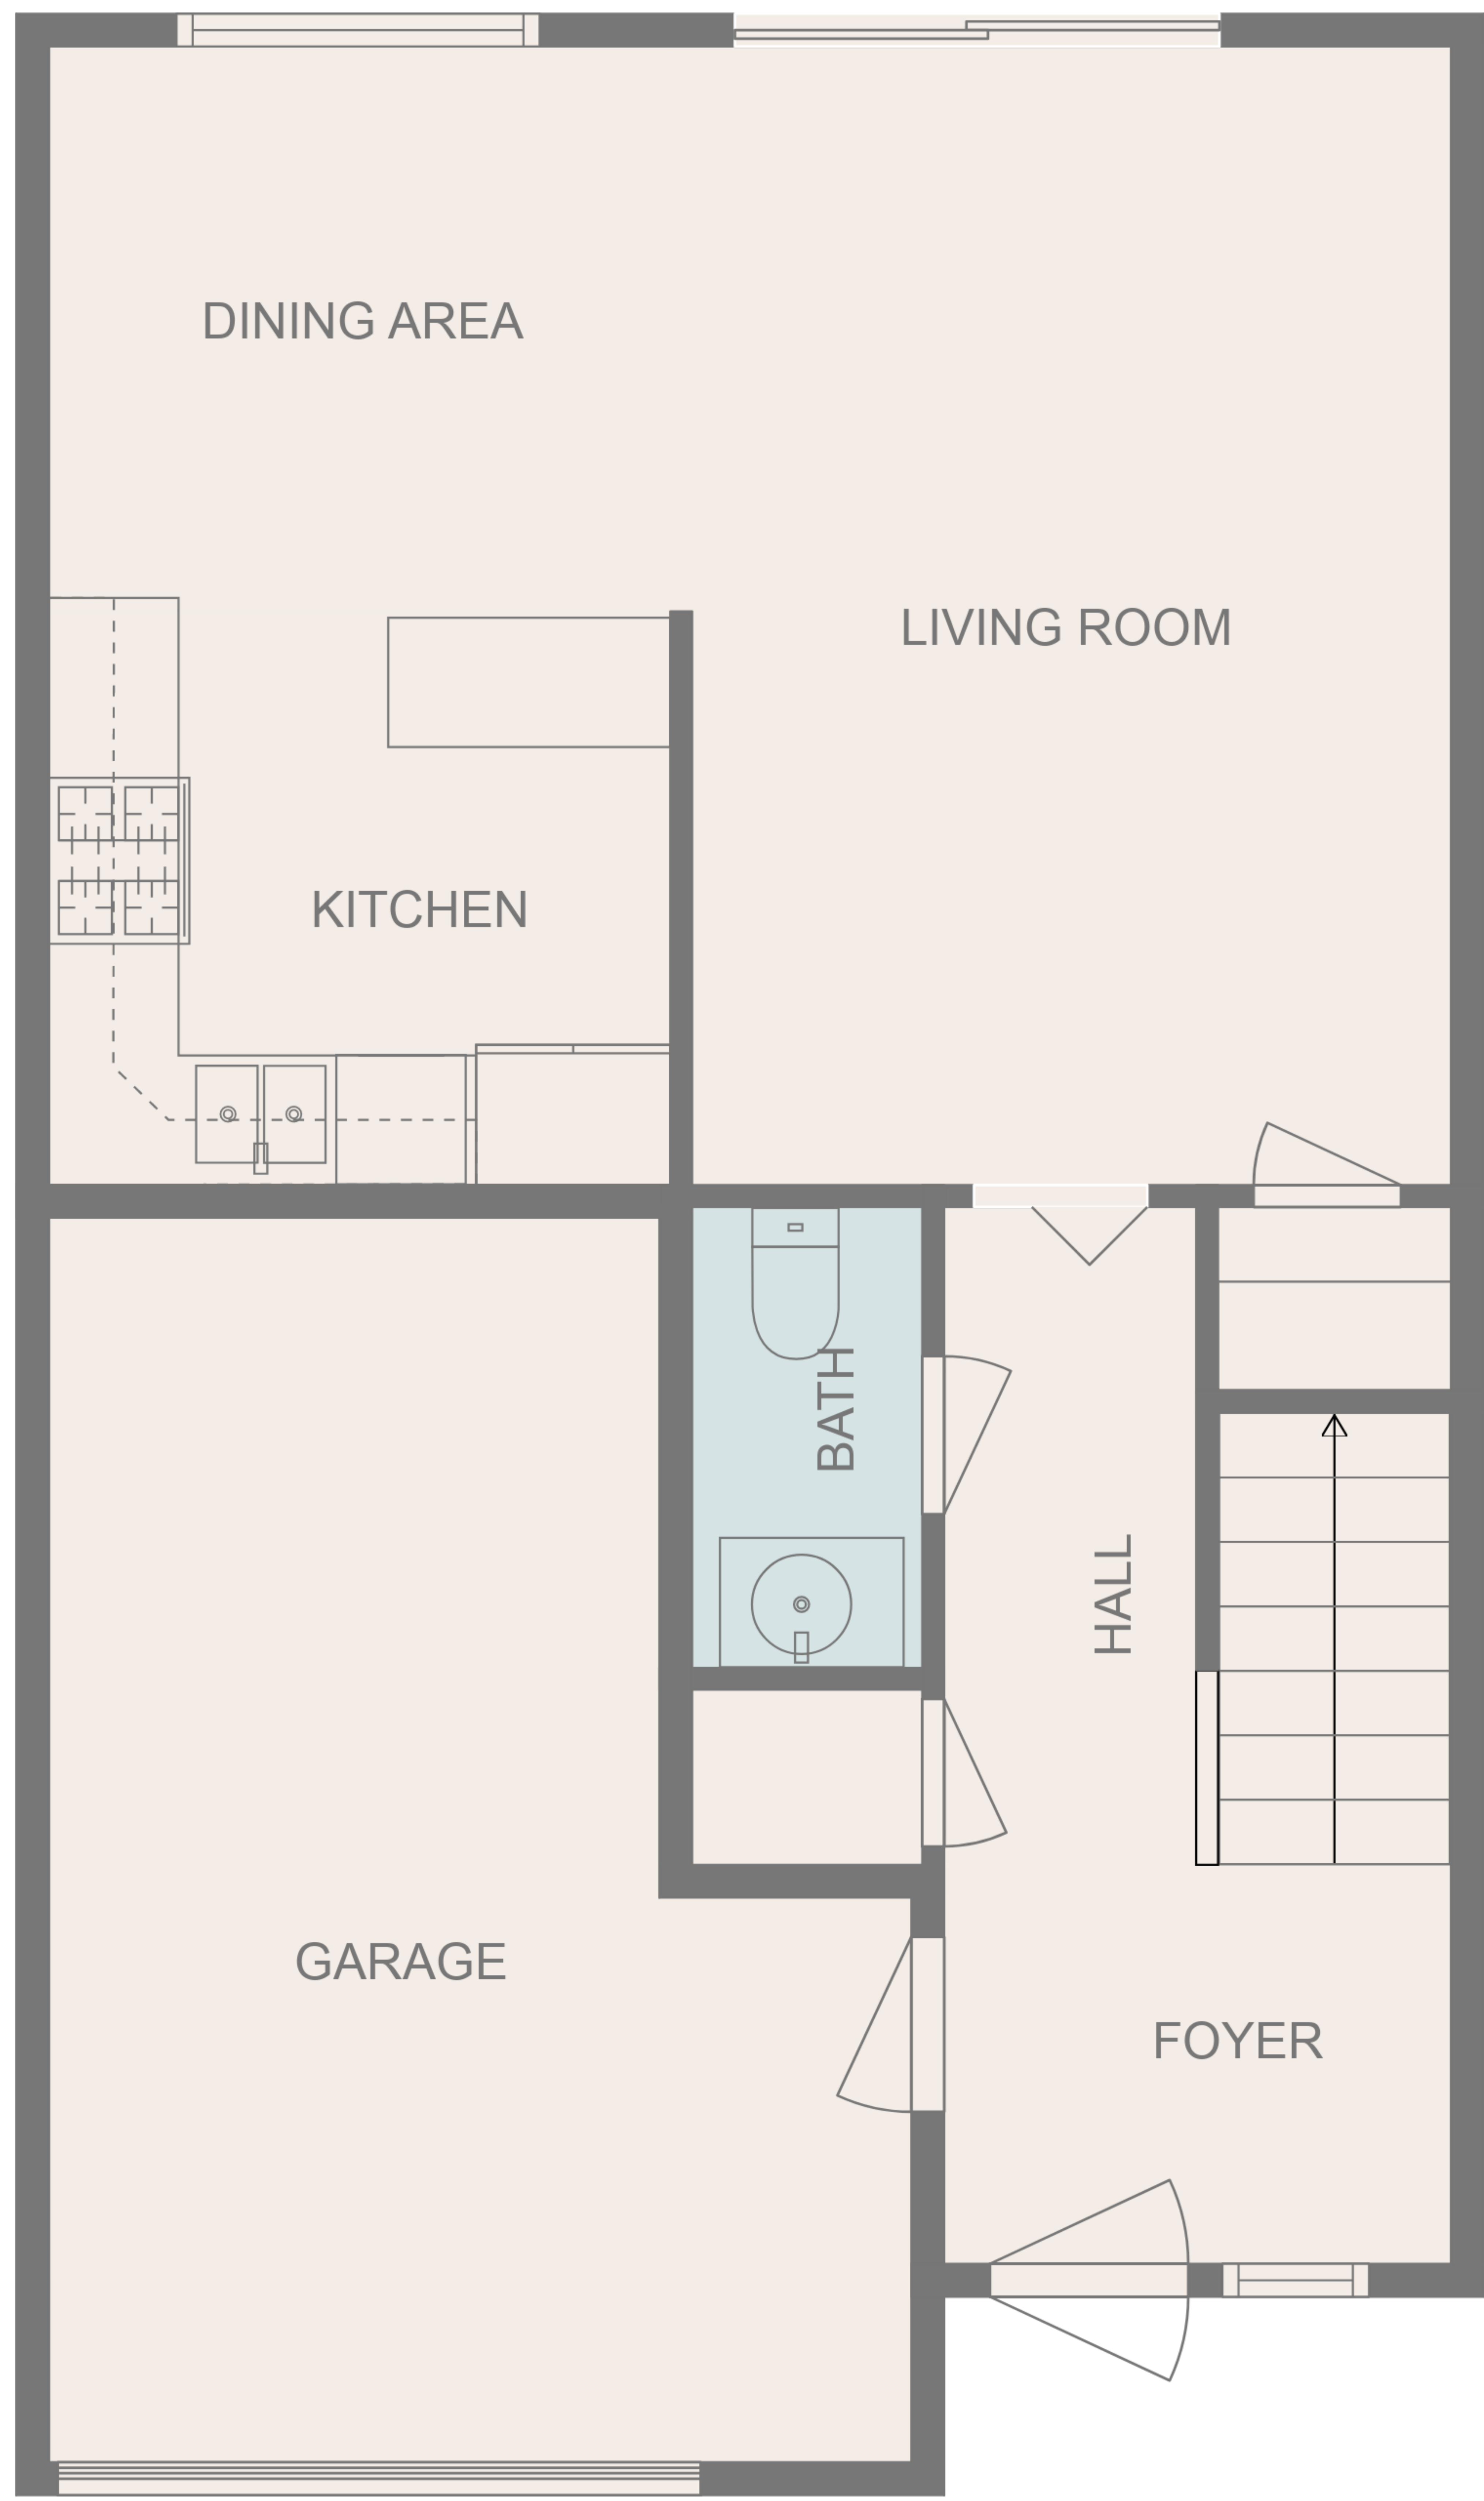 DINING AREA
LIVING ROOM
KITCHEN
BATH
HALL
GARAGE
FOYER